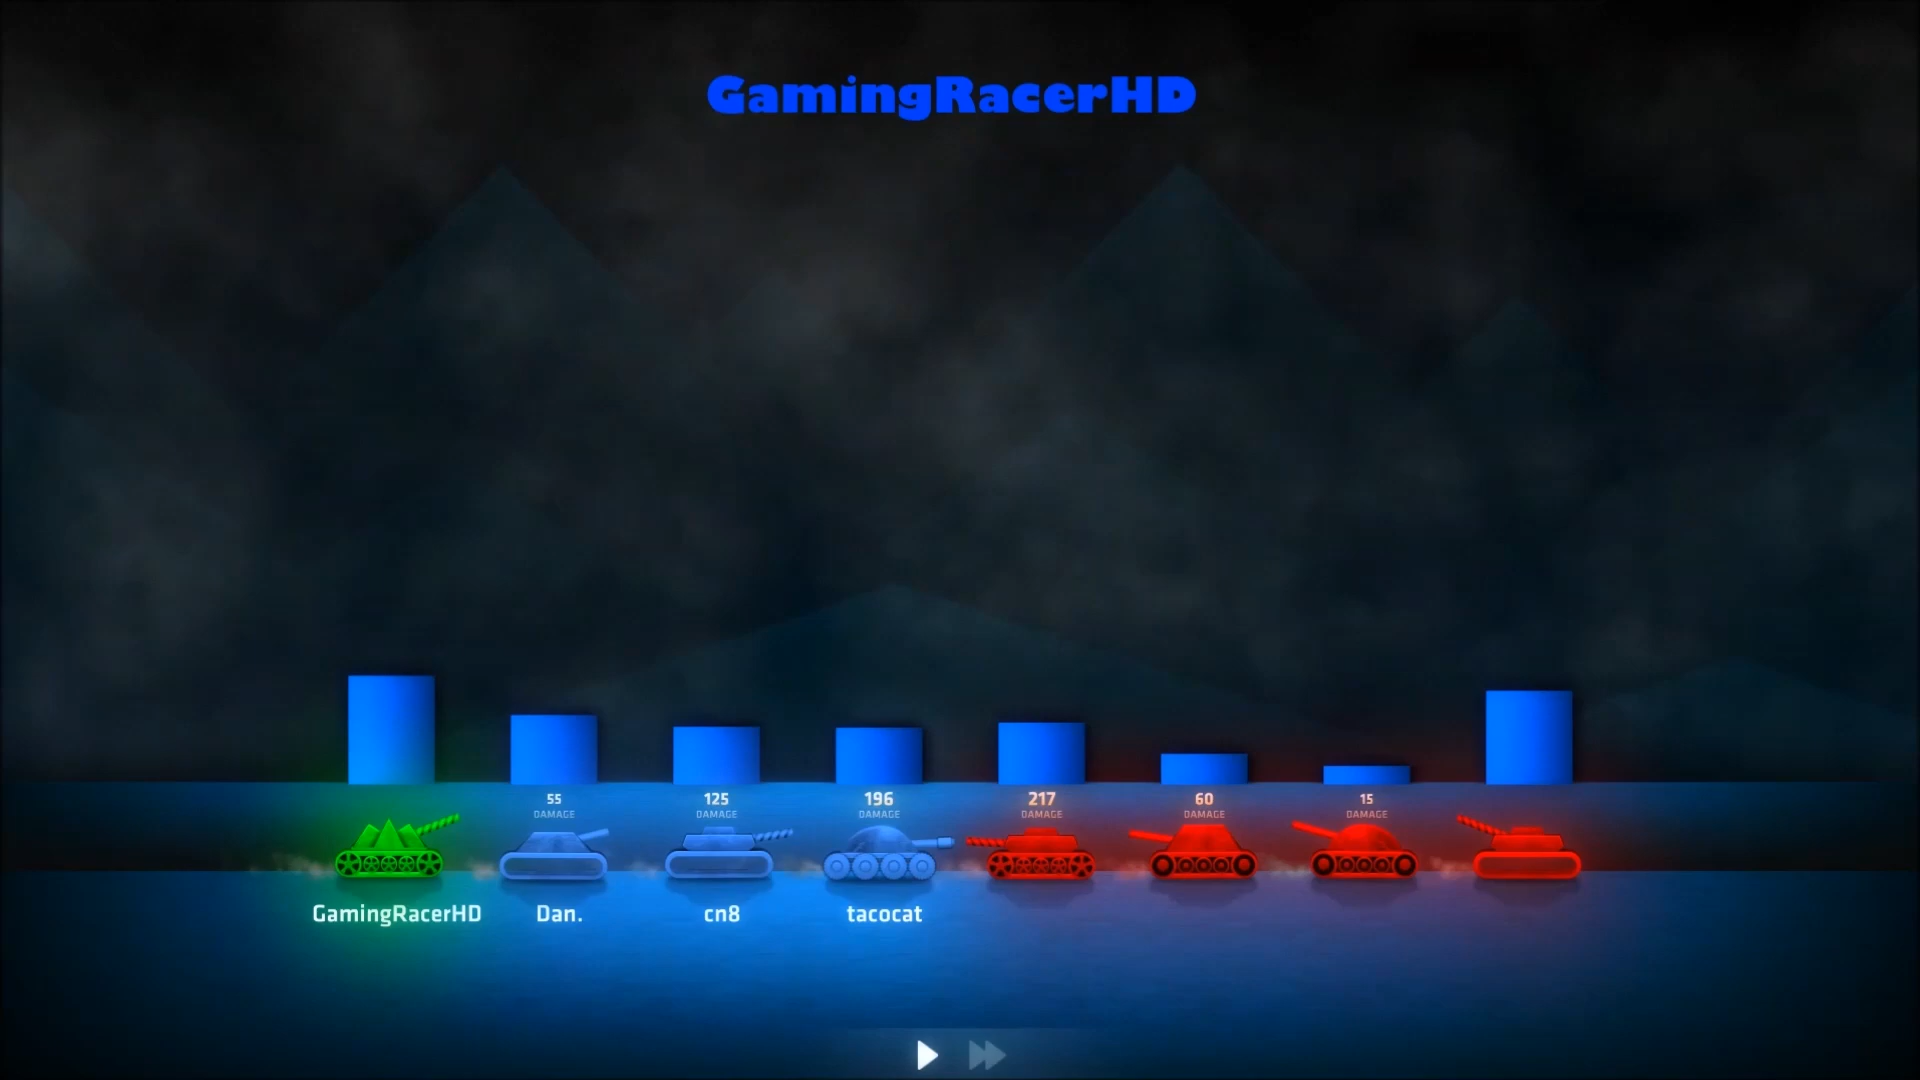 GamingRacerHD
55 125 196 217 60 15
DAMAGE DAMAGE DAMAGE DAMAGE DAMAGE DAMAGE
GamingRacerHD Dan. cn8 tacocat